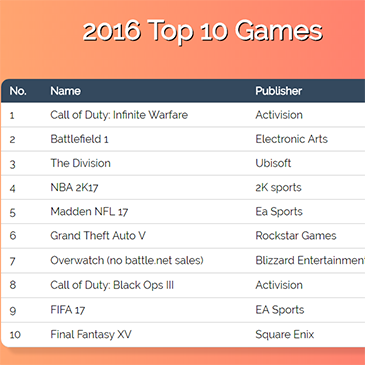 2016 Top 10 Games
No. Name Publisher
1 Call of Duty: Infinite Warfare Activision
2 Battlefield 1 Electronic Arts
3 The Division Ubisoft
4 NBA 2K17 2K sports
5 Madden NFL 17 Ea Sports
6 Grand Theft Auto V Rockstar Games
7 Overwatch (no battle.net sales) Blizzard Entertainment
8 Call of Duty: Black Ops III Activision
9 FIFA 17 EA Sports
10 Final Fantasy XV Square Enix